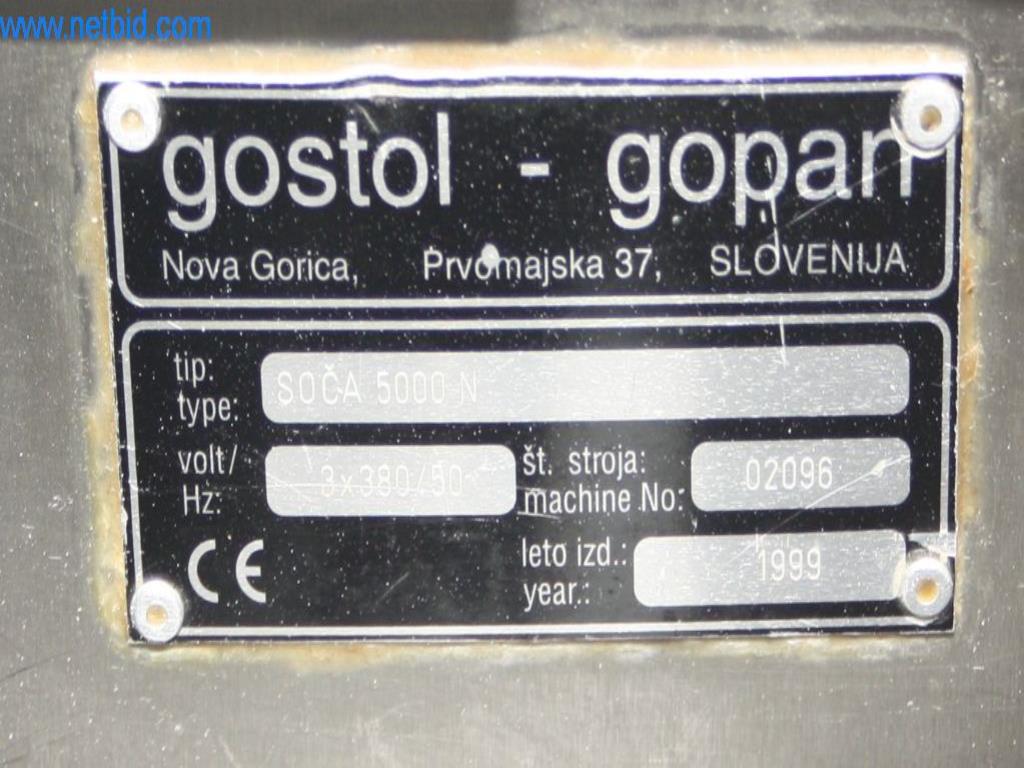 www.netbid.com
gostol - gopan
Nova Gorica, Prvomajska 37, SLOVENIJA
tip: 
type: SOČA 5000 N
volt/
Hz: 3x380/50
št. stroja:
machine No: 02096
CE
leto izd.:
year.: 1999